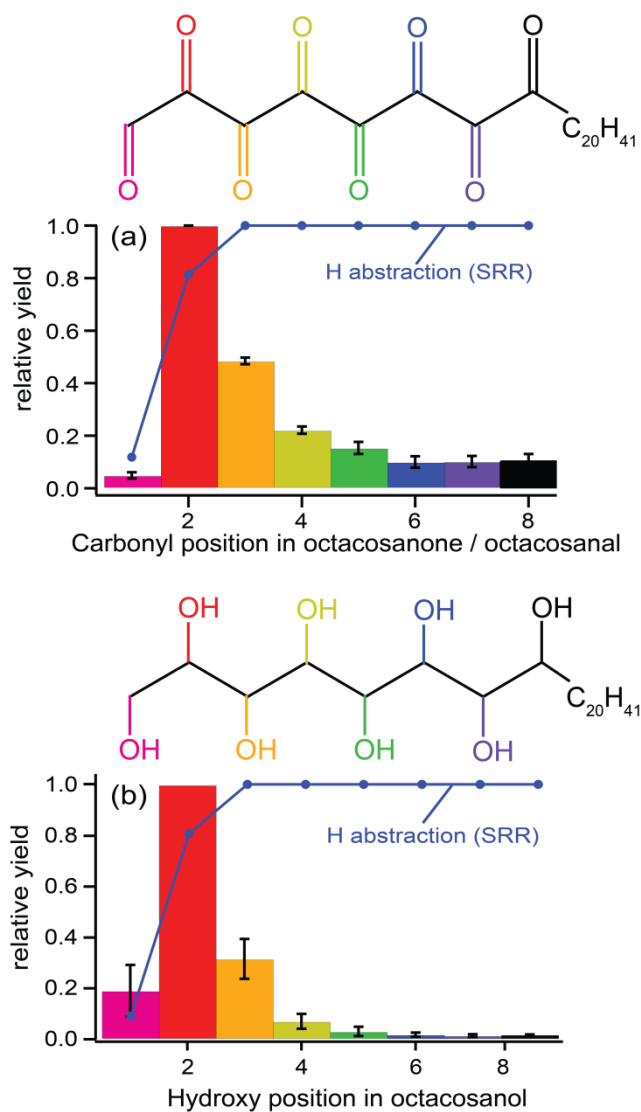 O O O O
O O O O
C₂₀H₄₁
(a)
H abstraction (SRR)
relative yield
1.0
0.8
0.6
0.4
0.2
0.0
2 4 6 8
Carbonyl position in octacosanone / octacosanal
OH OH OH OH
OH OH OH OH
C₂₀H₄₁
(b)
H abstraction (SRR)
relative yield
1.0
0.8
0.6
0.4
0.2
0.0
2 4 6 8
Hydroxy position in octacosanol